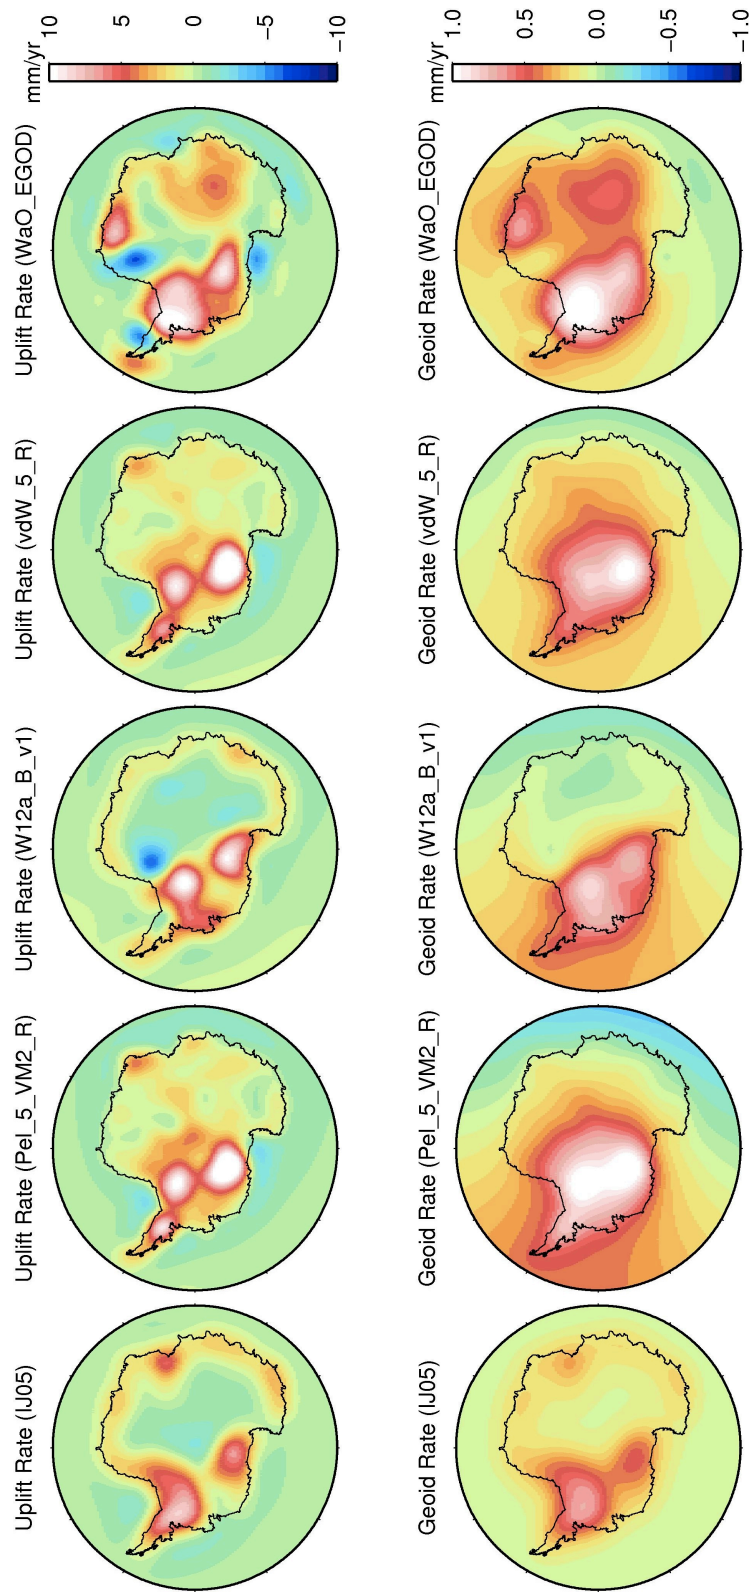 Uplift Rate (IJ05)
Uplift Rate (Pel_5_VM2_R)
Uplift Rate (W12a_B_v1)
Uplift Rate (vdW_5_R)
Uplift Rate (WaO_EGOD)
mm/yr
10
5
0
−5
−10
Geoid Rate (IJ05)
Geoid Rate (Pel_5_VM2_R)
Geoid Rate (W12a_B_v1)
Geoid Rate (vdW_5_R)
Geoid Rate (WaO_EGOD)
mm/yr
1.0
0.5
0.0
−0.5
−1.0